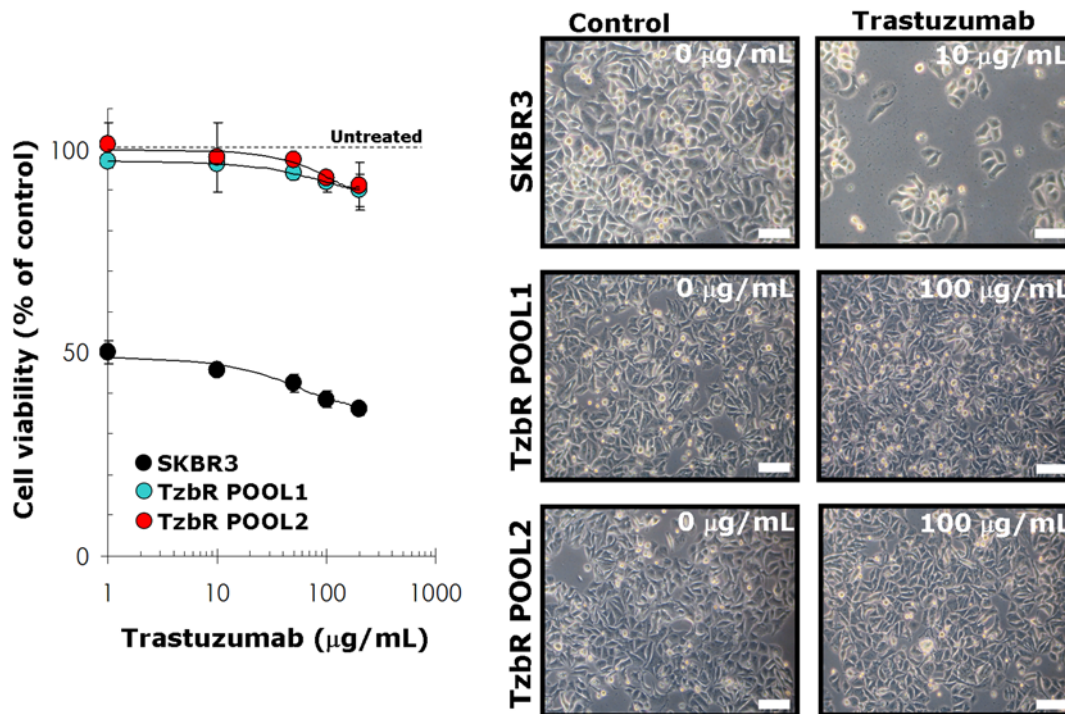 Cell viability (% of control)
100
50
0
Untreated
SKBR3
TzbR POOL1
TzbR POOL2
1 10 100 1000
Trastuzumab (μg/mL)
Control Trastuzumab
SKBR3
0 μg/mL
10 μg/mL
TzbR POOL1
0 μg/mL
100 μg/mL
TzbR POOL2
0 μg/mL
100 μg/mL